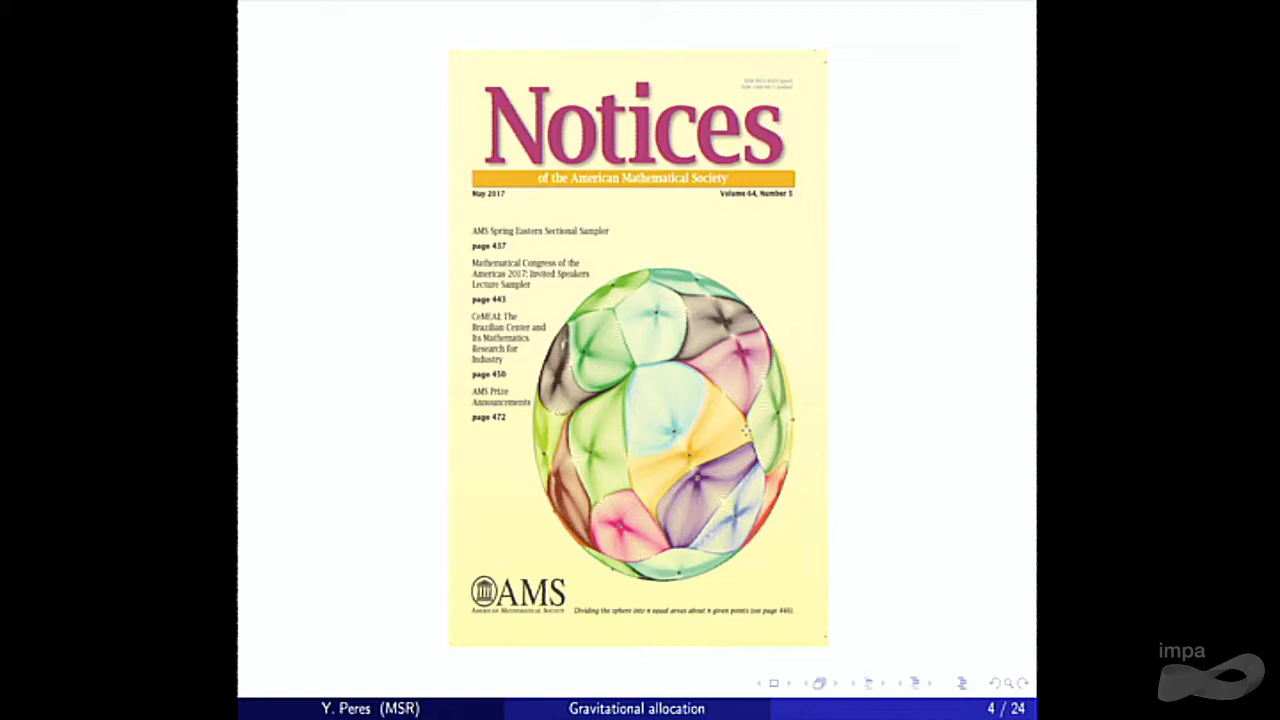 Notices
of the American Mathematical Society
May 2017
Volume 64, Number 5
AMS Spring Eastern Sectional Sampler
page 437
Mathematical Congress of the
Americas 2017: Invited Speakers
Lecture Sampler
page 443
CeMEAI: The
Brazilian Center and
Its Mathematics
Research for
Industry
page 450
AMS Prize
Announcements
page 472
AMS
AMERICAN MATHEMATICAL SOCIETY
Dividing the sphere into n equal areas about n given points (see page
impa
Y. Peres (MSR)
Gravitational allocation
4 / 24